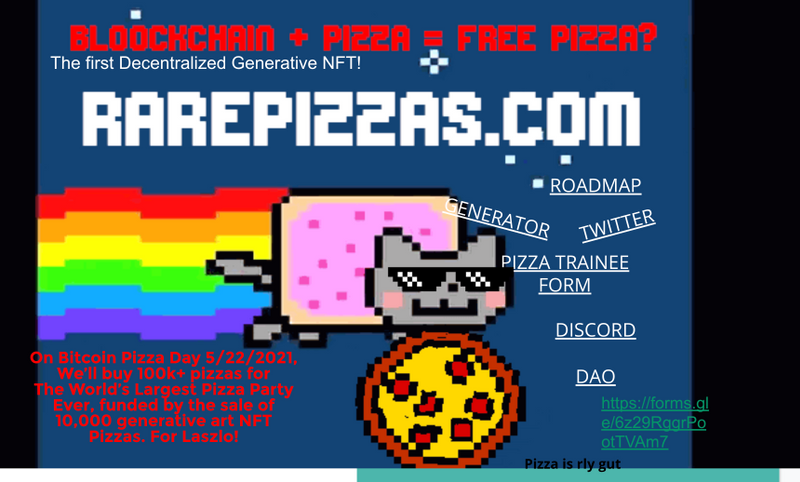 BLOOCKCHAIN + PIZZA = FREE PIZZA?
The first Decentralized Generative NFT!
RAREPIZZAS.COM
ROADMAP
GENERATOR
TWITTER
PIZZA TRAINEE
FORM
DISCORD
DAO
On Bitcoin Pizza Day 5/22/2021,
We'll buy 100k+ pizzas for
The World's Largest Pizza Party
Ever, funded by the sale of
10,000 generative art NFT
Pizzas. For Laszlo!
https://forms.gl
e/6z29RggrPo
otTVAm7
Pizza is rly gut